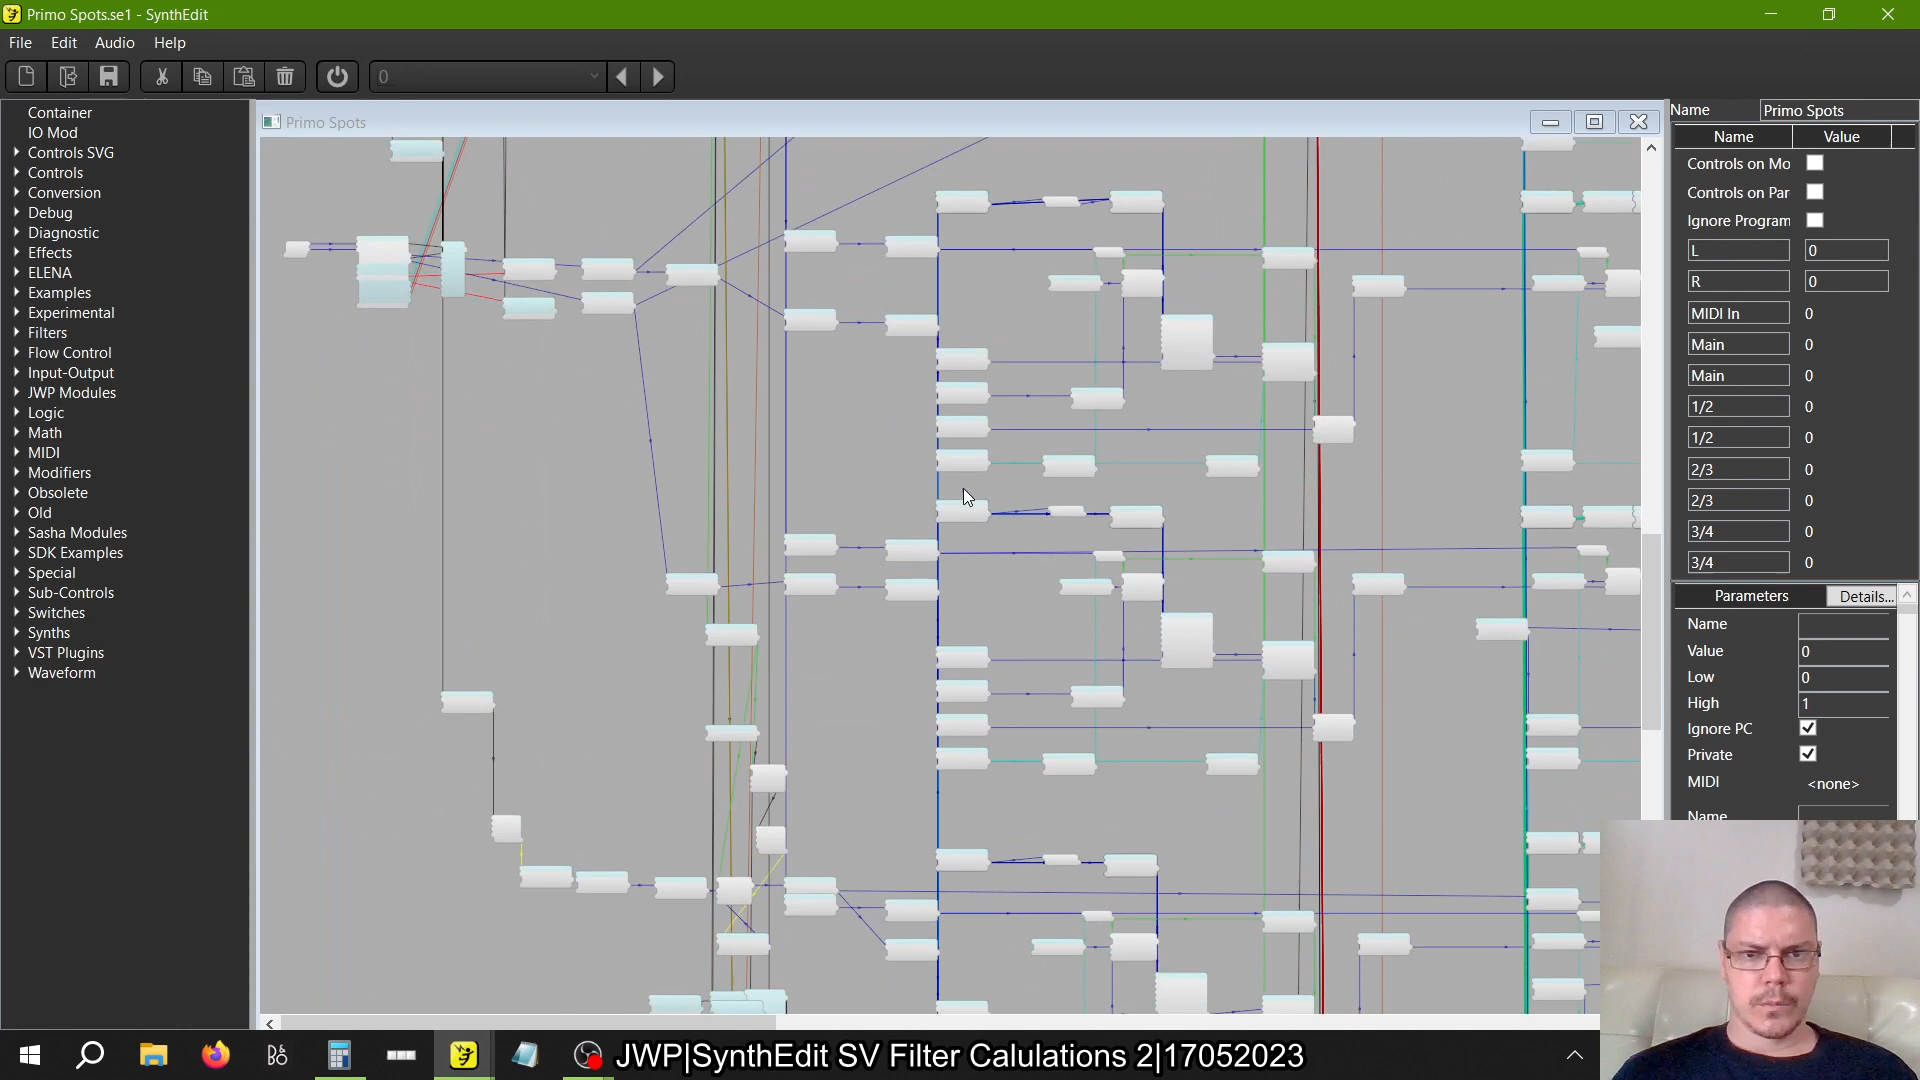 Primo Spots.se1 - SynthEdit
File Edit Audio Help
0
Container
IO Mod
Controls SVG
Controls
Conversion
Debug
Diagnostic
Effects
ELENA
Examples
Experimental
Filters
Flow Control
Input-Output
JWP Modules
Logic
Math
MIDI
Modifiers
Obsolete
Old
Sasha Modules
SDK Examples
Special
Sub-Controls
Switches
Synths
VST Plugins
Waveform
Primo Spots
Name Primo Spots
Name Value
Controls on Mo
Controls on Par
Ignore Program
L 0
R 0
MIDI In 0
Main 0
Main 0
1/2 0
1/2 0
2/3 0
2/3 0
3/4 0
3/4 0
Parameters Details...
Name
Value 0
Low 0
High 1
Ignore PC
Private
MIDI <none>
Name
JWP|SynthEdit SV Filter Calulations 2|17052023